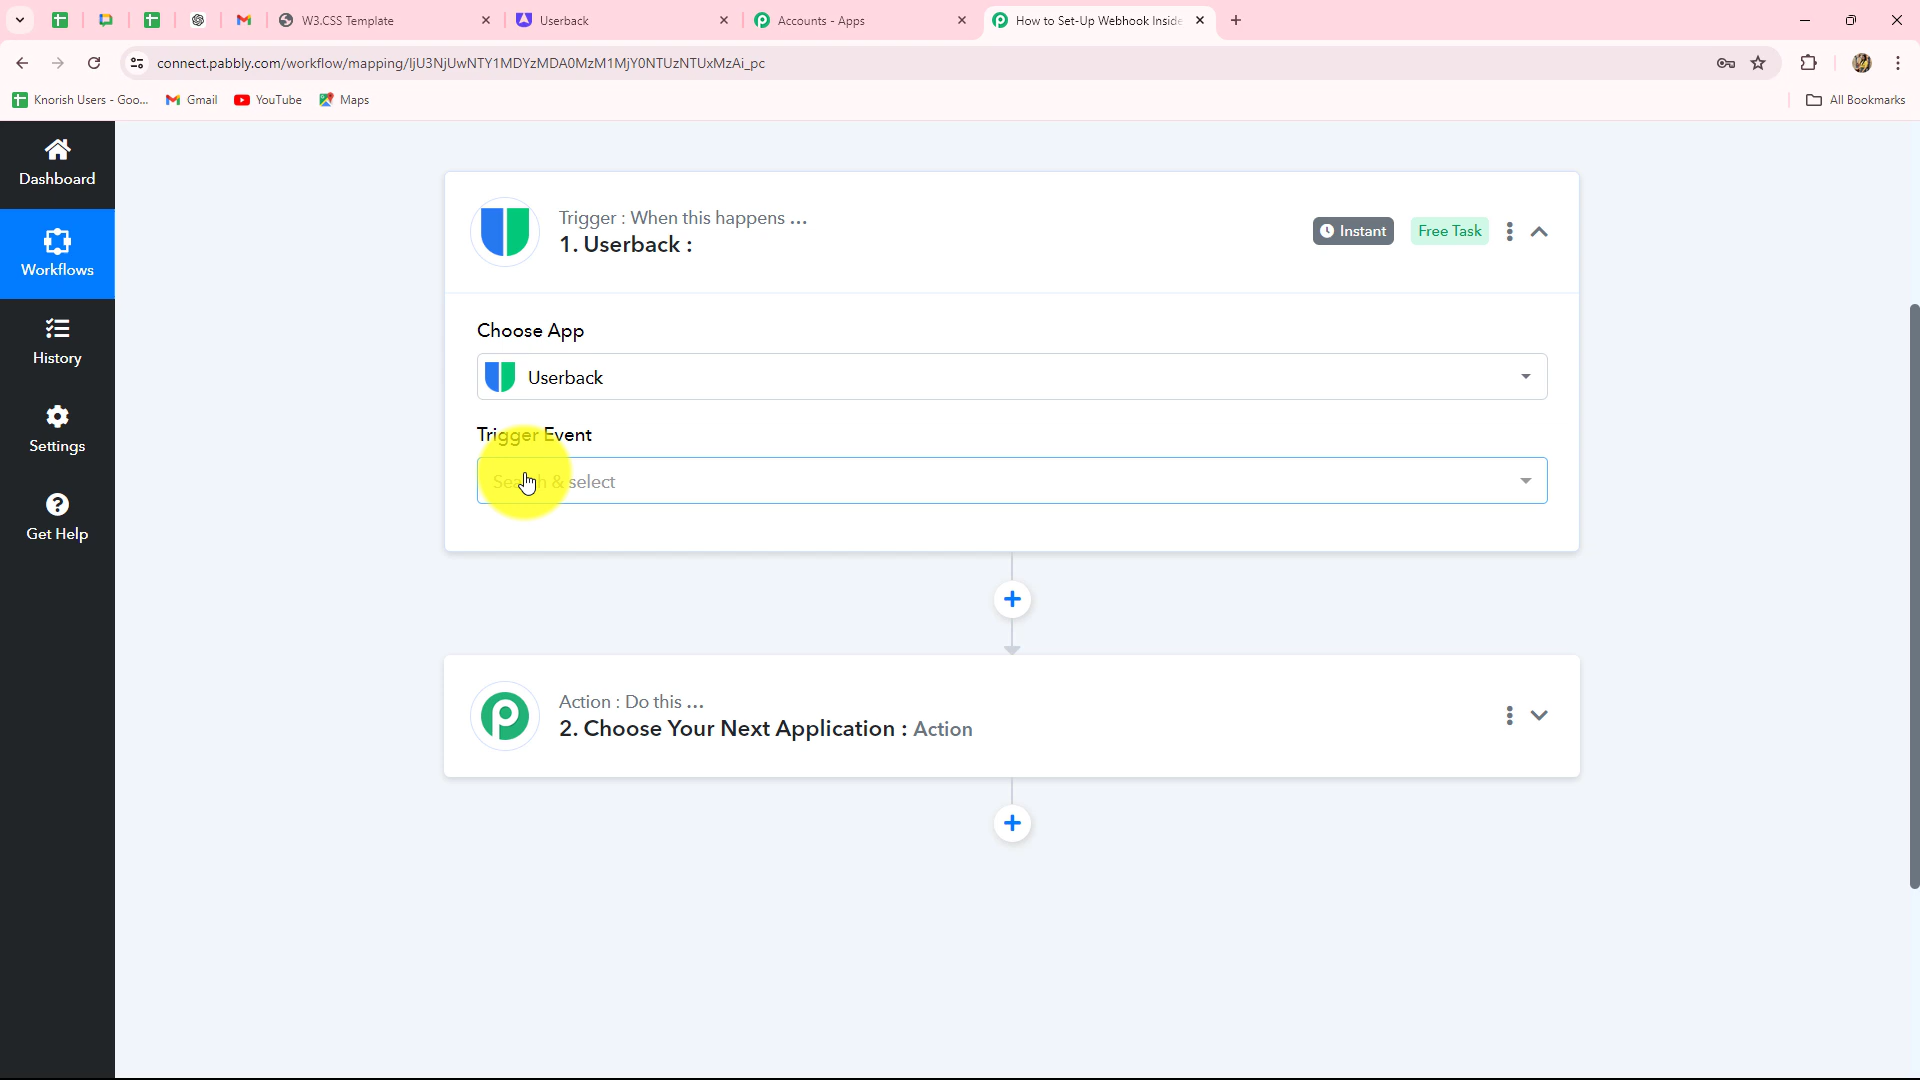 W3.CSS Template
Userback
Accounts - Apps
How to Set-Up Webhook Inside
connect.pabbly.com/workflow/mapping/IjU3NjUwNTY1MDYzMDA0MzM1MjY0NTUzNTUxMzAi_pc
Knorish Users - Goo...
Gmail
YouTube
Maps
All Bookmarks
Dashboard
Workflows
History
Settings
Get Help
Trigger : When this happens ...
1. Userback :
Instant
Free Task
Choose App
Userback
Trigger Event
Search & select
Action : Do this ...
2. Choose Your Next Application : Action